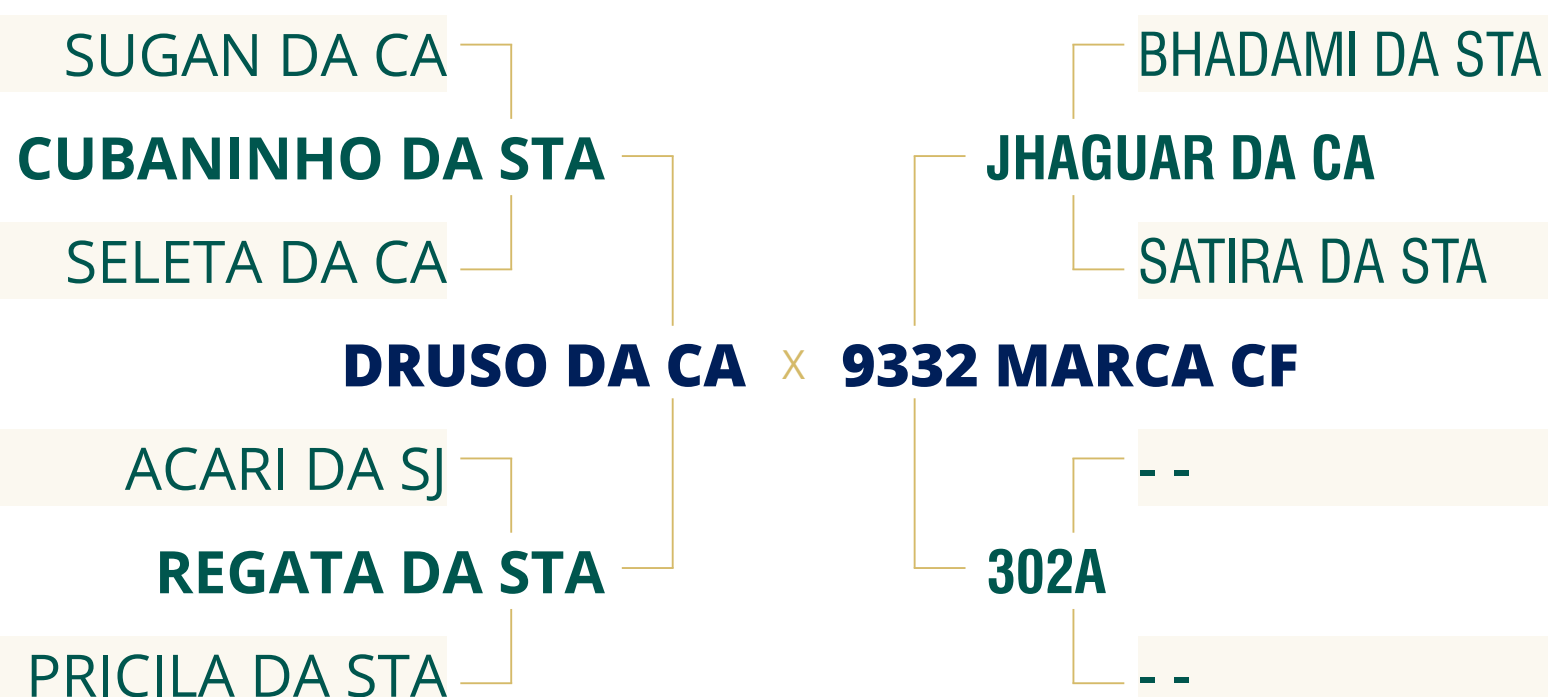 SUGAN DA CA
BHADAMI DA STA
CUBANINHO DA STA
JHAGUAR DA CA
SELETA DA CA
SATIRA DA STA
DRUSO DA CA X 9332 MARCA CF
ACARI DA SJ
- -
REGATA DA STA
302A
PRICILA DA STA
- -